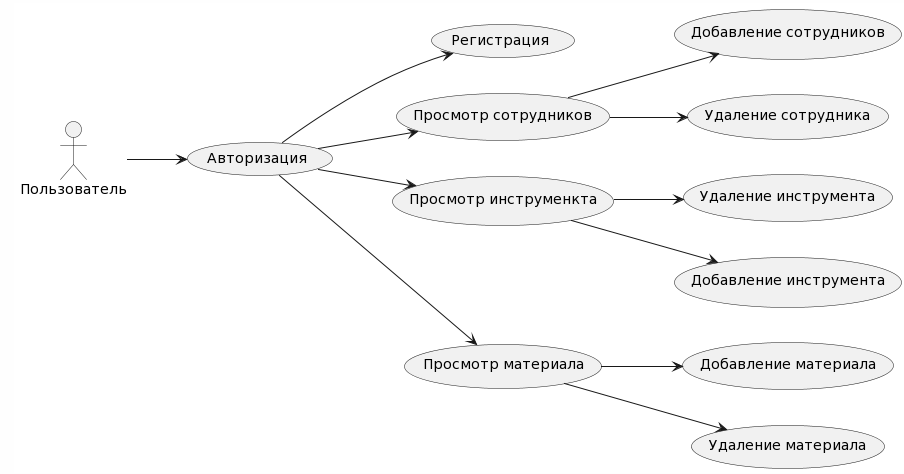 Добавление сотрудников
Регистрация
Просмотр сотрудников
Удаление сотрудника
Авторизация
Пользователь
Просмотр инструменкта
Удаление инструмента
Добавление инструмента
Просмотр материала
Добавление материала
Удаление материала